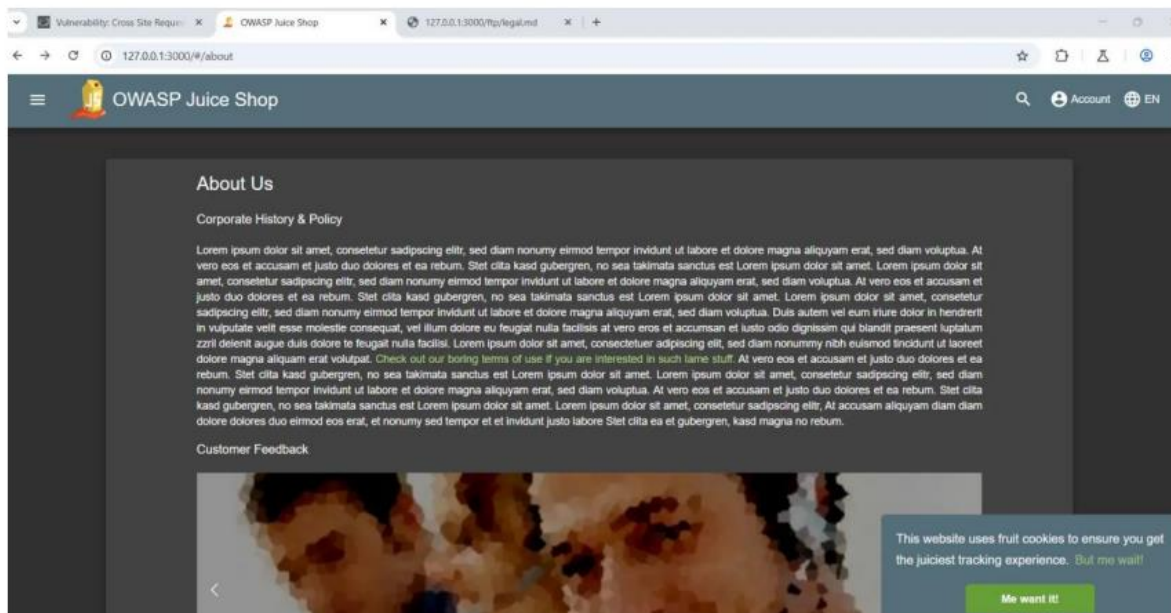 Vulnerability: Cross Site Reque
OWASP Juice Shop
127.0.0.1:3000/ftp/legal.md
127.0.0.1:3000/#/about
OWASP Juice Shop
Account
EN
About Us
Corporate History & Policy
Lorem ipsum dolor sit amet, consetetur sadipscing elitr, sed diam nonumy eirmod tempor invidunt ut labore et dolore magna aliquyam erat, sed diam voluptua. At
vero eos et accusam et justo duo dolores et ea rebum. Stet clita kasd gubergren, no sea takimata sanctus est Lorem ipsum dolor sit amet. Lorem ipsum dolor sit
amet, consetetur sadipscing elitr, sed diam nonumy eirmod tempor invidunt ut labore et dolore magna aliquyam erat, sed diam voluptua. At vero eos et accusam et
justo duo dolores et ea rebum. Stet clita kasd gubergren, no sea takimata sanctus est Lorem ipsum dolor sit amet. Lorem ipsum dolor sit amet, consetetur
sadipscing elitr, sed diam nonumy eirmod tempor invidunt ut labore et dolore magna aliquyam erat, sed diam voluptua. Duis autem vel eum iriure dolor in hendrerit
in vulputate velit esse molestie consequat, vel illum dolore eu feugiat nulla facilisis at vero eros et accumsan et iusto odio dignissim qui blandit praesent luptatum
zzril delenit augue duis dolore te feugait nulla facilisi. Lorem ipsum dolor sit amet, consectetuer adipiscing elit, sed diam nonummy nibh euismod tincidunt ut laoreet
dolore magna aliquam erat volutpat. Check out our boring terms of use if you are interested in such lame stuff. At vero eos et accusam et justo duo dolores et ea
rebum. Stet clita kasd gubergren, no sea takimata sanctus est Lorem ipsum dolor sit amet. Lorem ipsum dolor sit amet, consetetur sadipscing elitr, sed diam
nonumy eirmod tempor invidunt ut labore et dolore magna aliquyam erat, sed diam voluptua. At vero eos et accusam et justo duo dolores et ea rebum. Stet clita
kasd gubergren, no sea takimata sanctus est Lorem ipsum dolor sit amet. Lorem ipsum dolor sit amet, consetetur sadipscing elitr, At accusam aliquyam diam diam
dolore dolores duo eirmod eos erat, et nonumy sed tempor et et invidunt justo labore Stet clita ea et gubergren, kasd magna no rebum.
Customer Feedback
This website uses fruit cookies to ensure you get
the juiciest tracking experience. But me wait!
Me want it!